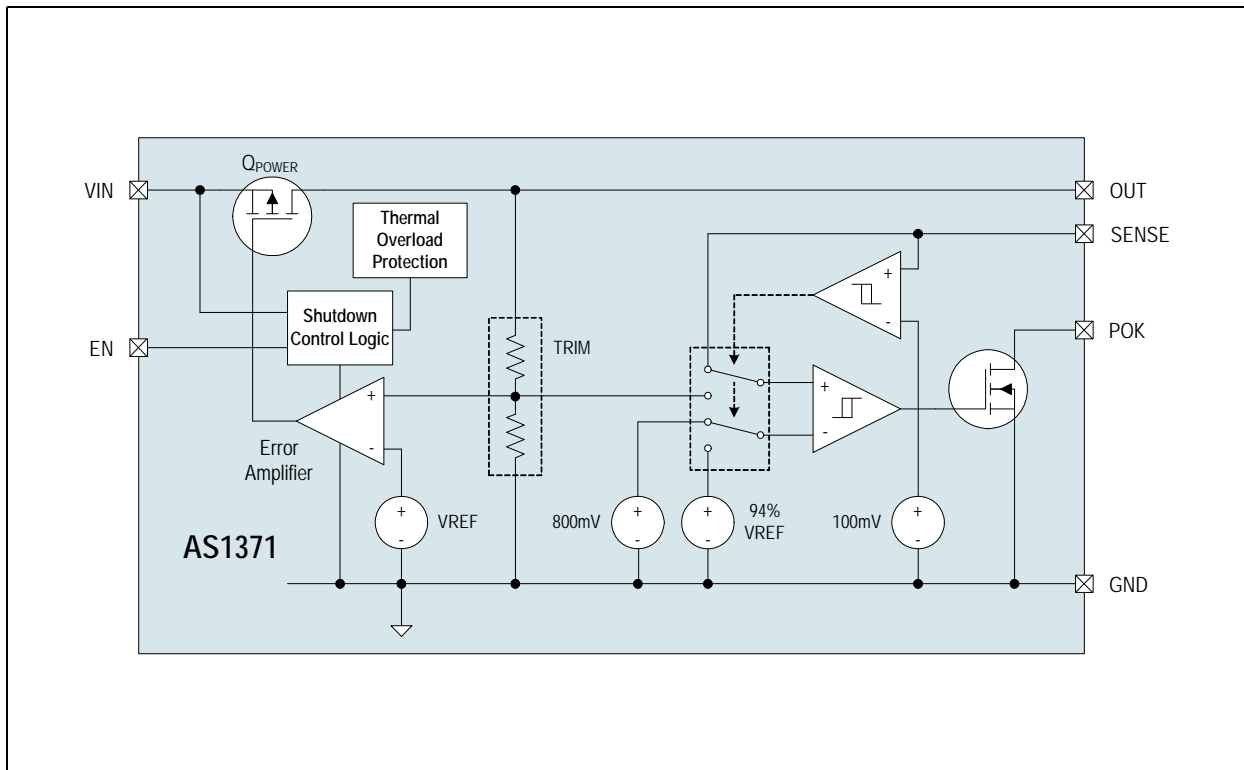 Q_POWER
VIN
OUT
Thermal
Overload
Protection
SENSE
+
-
Shutdown
Control Logic
EN
POK
TRIM
+
-
+
-
Error
Amplifier
+
-
VREF
800mV
+
-
+
-
94%
VREF
100mV
+
-
AS1371
GND